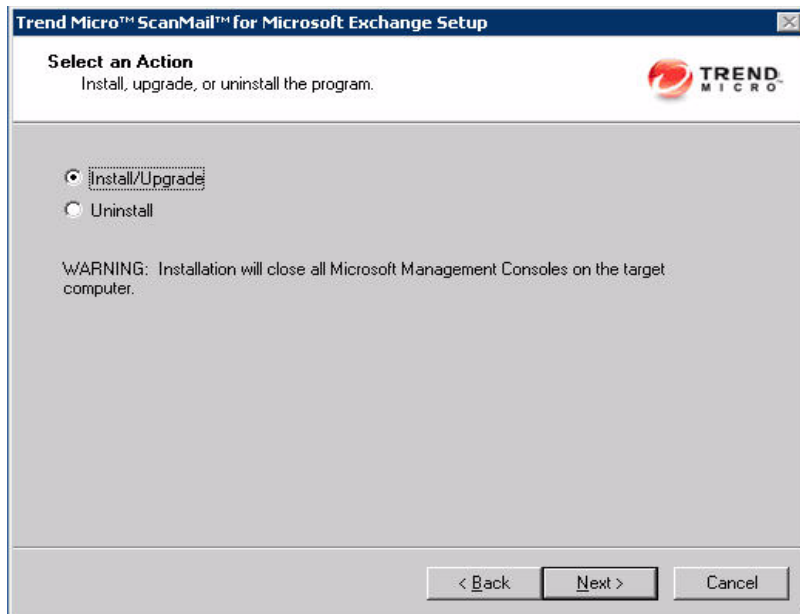 Trend Micro™ ScanMail™ for Microsoft Exchange Setup
Select an Action
Install, upgrade, or uninstall the program.
TREND
MICRO™
Install/Upgrade
Uninstall
WARNING: Installation will close all Microsoft Management Consoles on the target
computer.
< Back
Next >
Cancel